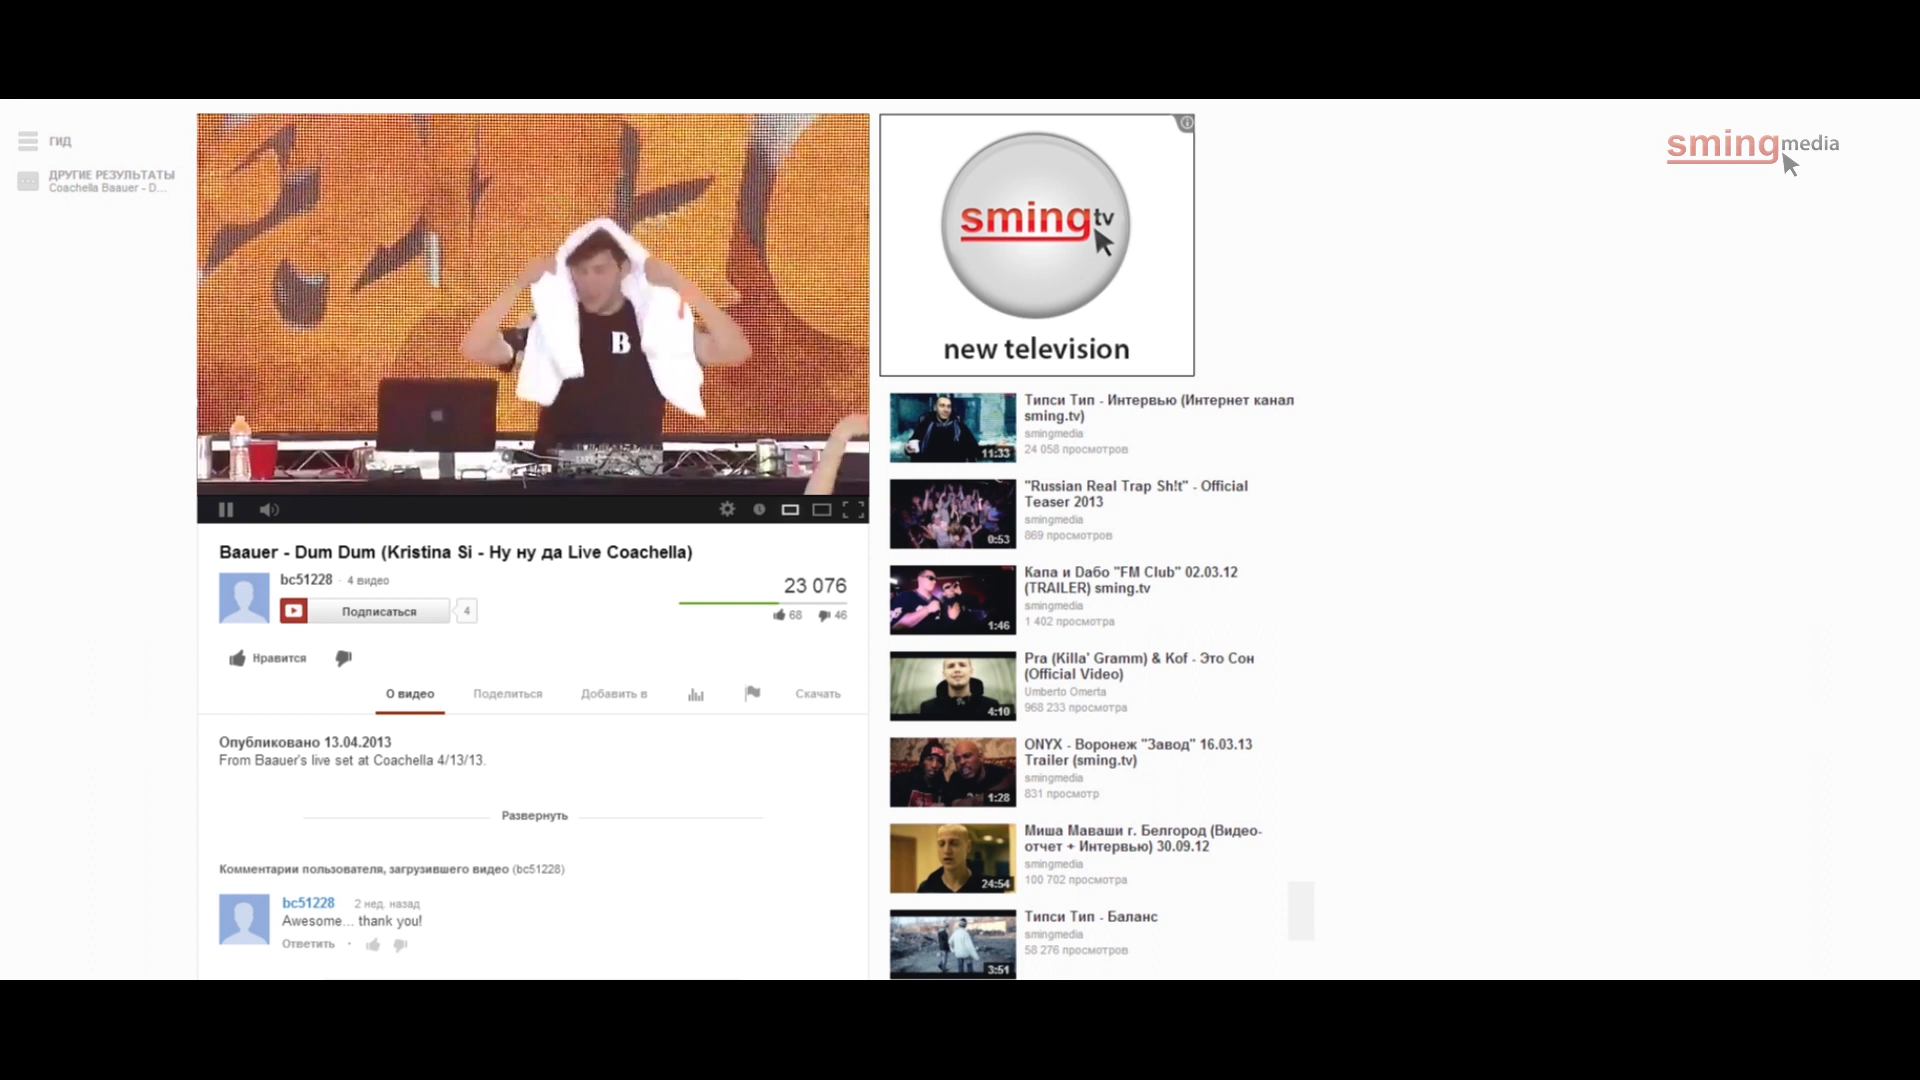 ГИД
ДРУГИЕ РЕЗУЛЬТАТЫ
Coachella Baauer - D...
B
Baauer - Dum Dum (Kristina Si - Ну ну да Live Coachella)
bc51228 · 4 видео
Подписаться 4
23 076
68 46
Нравится
О видео Поделиться Добавить в Скачать
Опубликовано 13.04.2013
From Baauer's live set at Coachella 4/13/13.
Развернуть
Комментарии пользователя, загрузившего видео (bc51228)
bc51228 2 нед. назад
Awesome... thank you!
Ответить ·
smingtv
new television
Типси Тип - Интервью (Интернет канал
sming.tv)
smingmedia
24 058 просмотров
11:33
"Russian Real Trap Sh!t" - Official
Teaser 2013
smingmedia
869 просмотров
0:53
Капа и Dабо "FM Club" 02.03.12
(TRAILER) sming.tv
smingmedia
1 402 просмотра
1:46
Pra (Killa' Gramm) & Kof - Это Сон
(Official Video)
Umberto Omerta
968 233 просмотра
4:10
ONYX - Воронеж "Завод" 16.03.13
Trailer (sming.tv)
smingmedia
831 просмотр
1:28
Миша Маваши г. Белгород (Видео-
отчет + Интервью) 30.09.12
smingmedia
100 702 просмотра
24:54
Типси Тип - Баланс
smingmedia
58 276 просмотров
3:51
smingmedia